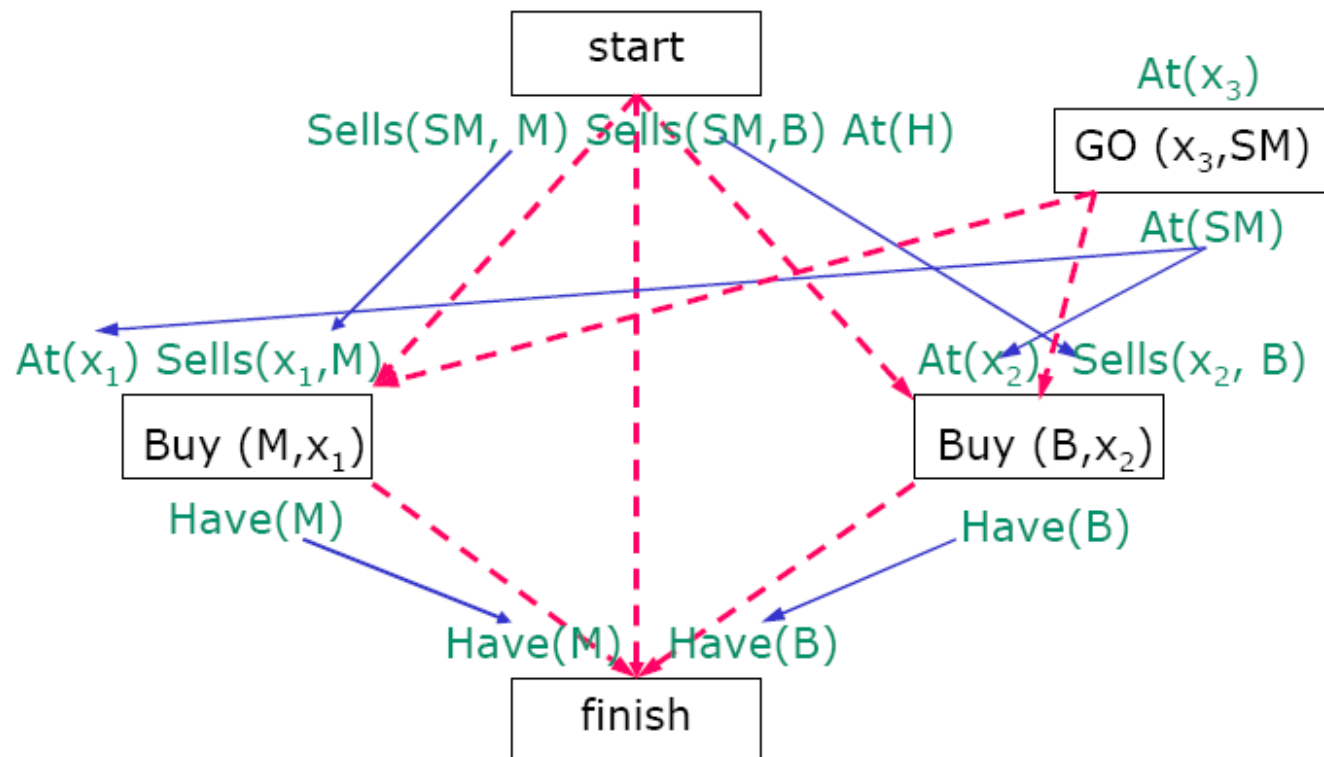 start
At(x₃)
Sells(SM, M) Sells(SM,B) At(H)
GO (x₃,SM)
At(SM)
At(x₁) Sells(x₁,M)
At(x₂) Sells(x₂, B)
Buy (M,x₁)
Buy (B,x₂)
Have(M)
Have(B)
Have(M) Have(B)
finish